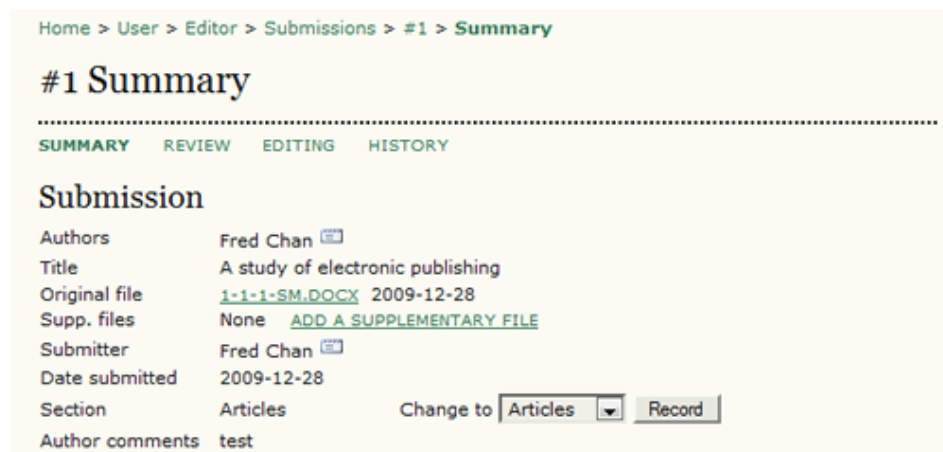 Home > User > Editor > Submissions > #1 > Summary
#1 Summary
SUMMARY REVIEW EDITING HISTORY
Submission
Authors Fred Chan
Title A study of electronic publishing
Original file 1-1-1-SM.DOCX 2009-12-28
Supp. files None ADD A SUPPLEMENTARY FILE
Submitter Fred Chan
Date submitted 2009-12-28
Section Articles Change to Articles Record
Author comments test